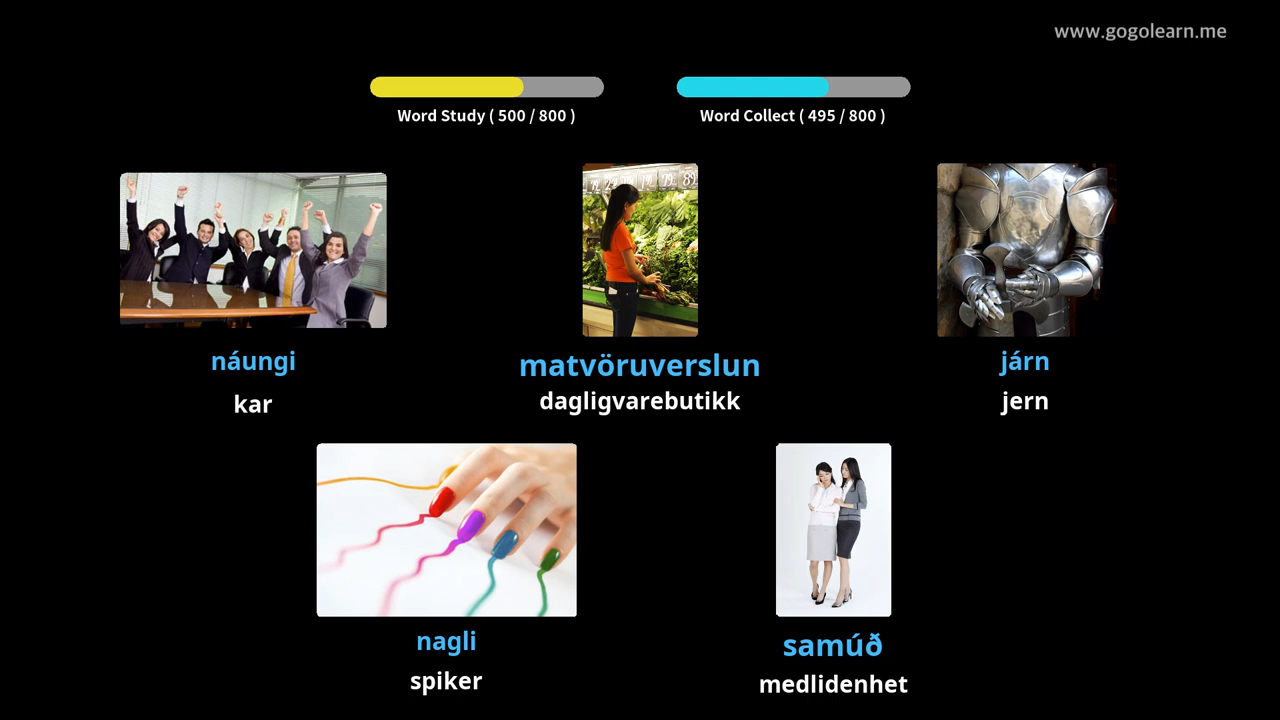 www.gogolearn.me
Word Study ( 500 / 800 )
Word Collect ( 495 / 800 )
náungi
kar
matvöruverslun
dagligvarebutikk
járn
jern
nagli
spiker
samúð
medlidenhet